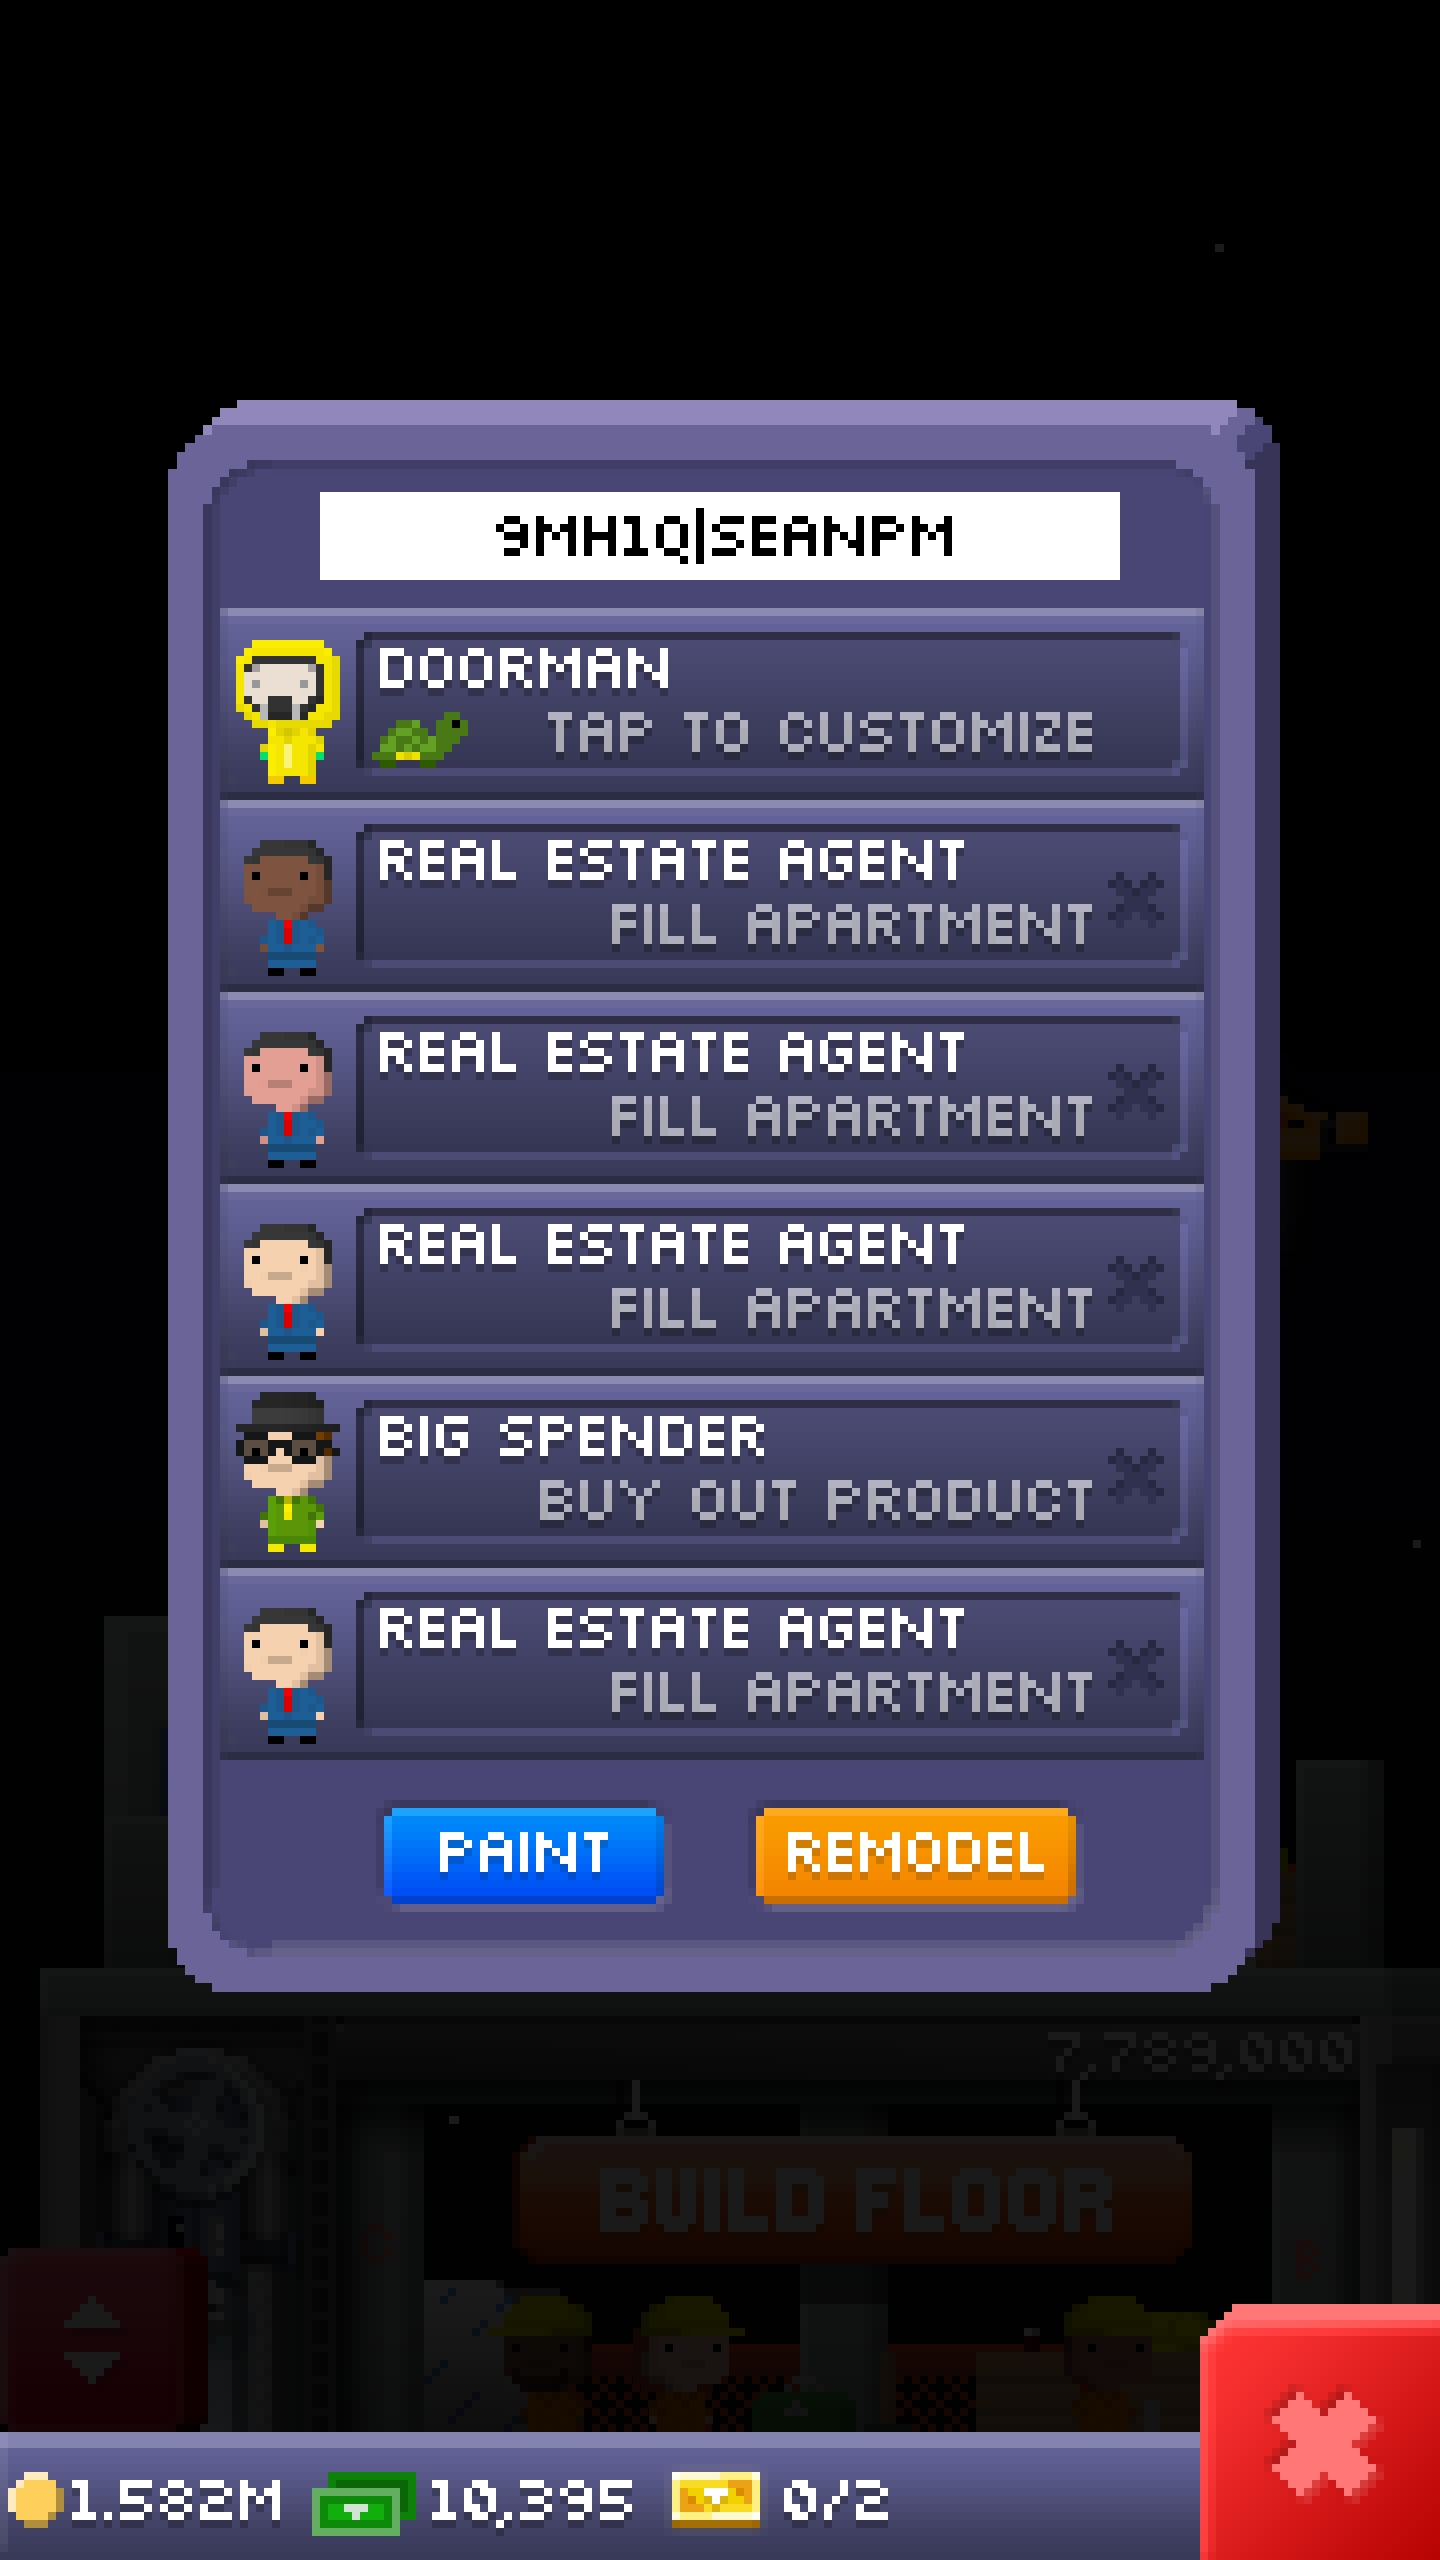 9MH1Q|SEANPM
DOORMAN
TAP TO CUSTOMIZE
REAL ESTATE AGENT
FILL APARTMENT
REAL ESTATE AGENT
FILL APARTMENT
REAL ESTATE AGENT
FILL APARTMENT
BIG SPENDER
BUY OUT PRODUCT
REAL ESTATE AGENT
FILL APARTMENT
PAINT
REMODEL
7,789,000
BUILD FLOOR
1.582M
10,395
0/2